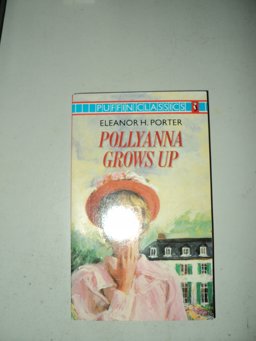 PUFFIN CLASSICS
ELEANOR H. PORTER
POLLYANNA
GROWS UP